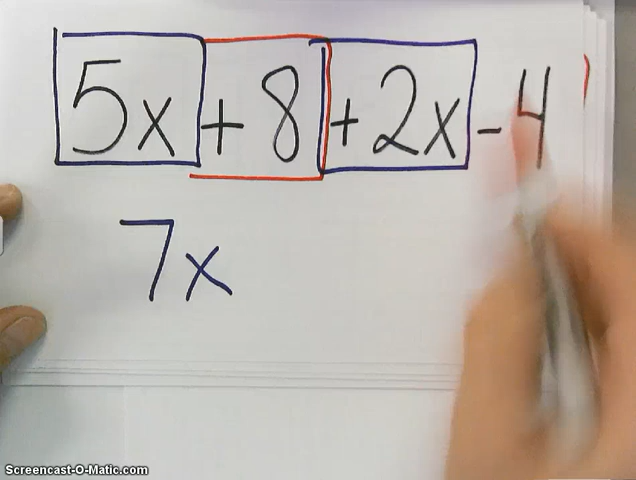 5x + 8 + 2x - 4
7x
Screencast-O-Matic.com